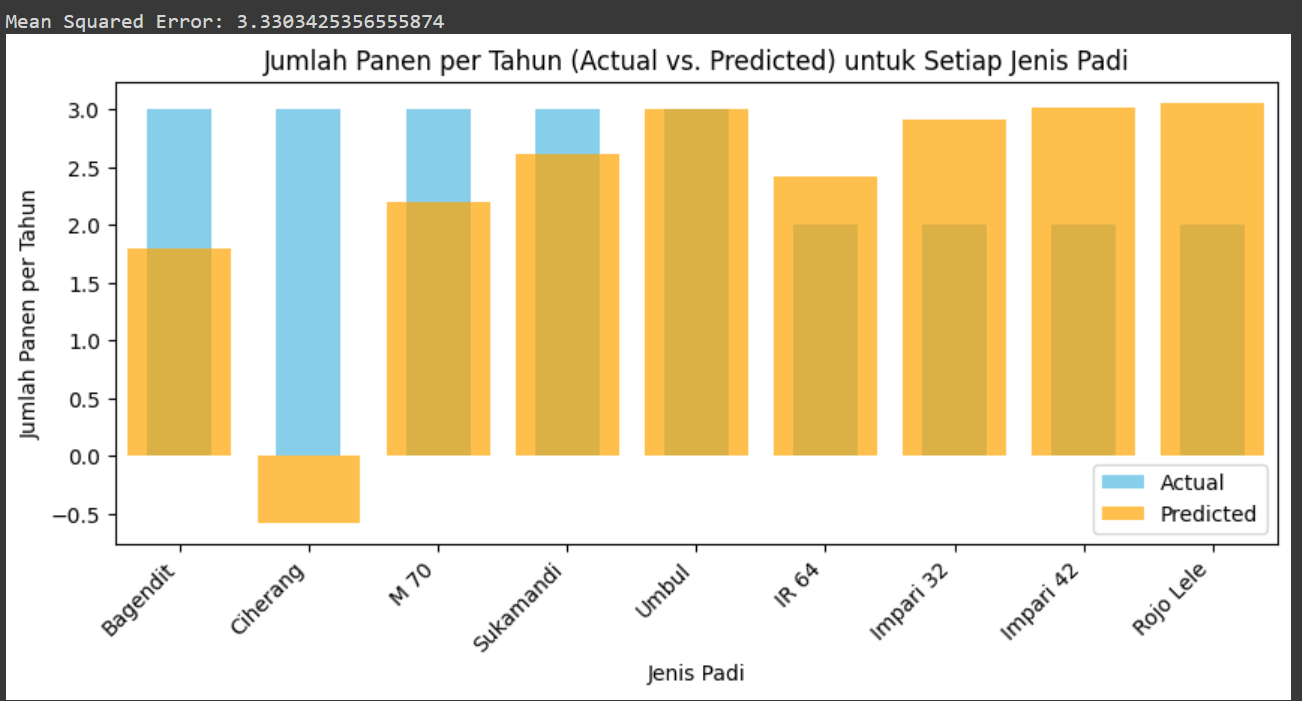 Mean Squared Error: 3.3303425356555874
Jumlah Panen per Tahun (Actual vs. Predicted) untuk Setiap Jenis Padi
Jumlah Panen per Tahun
3.0
2.5
2.0
1.5
1.0
0.5
0.0
−0.5
Actual
Predicted
Bagendit
Ciherang
M 70
Sukamandi
Umbul
IR 64
Impari 32
Impari 42
Rojo Lele
Jenis Padi